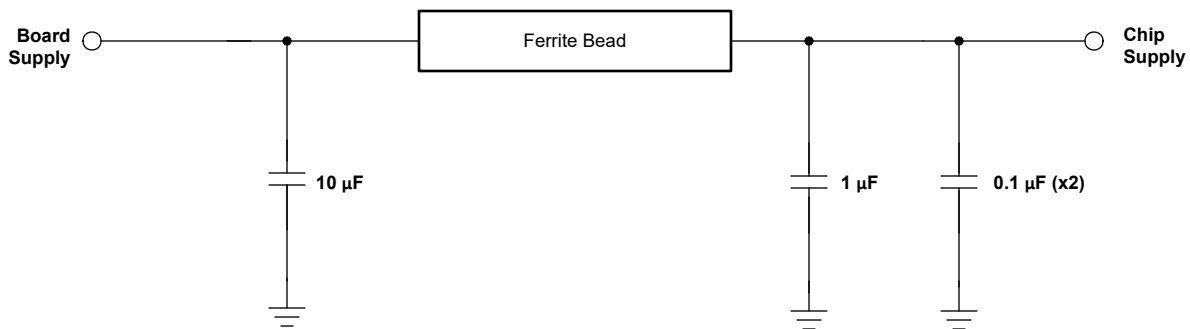 Board
Supply
Ferrite Bead
Chip
Supply
10 µF
1 µF
0.1 µF (x2)